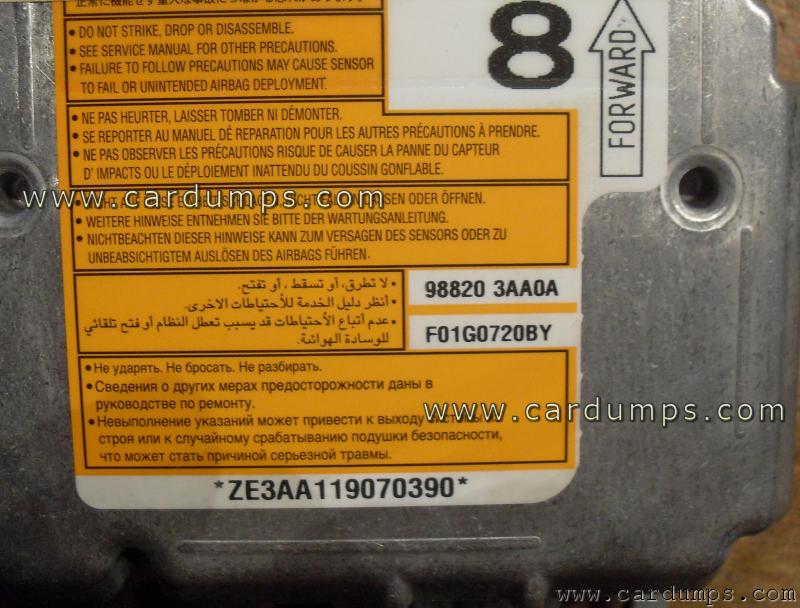 • DO NOT STRIKE, DROP OR DISASSEMBLE.
• SEE SERVICE MANUAL FOR OTHER PRECAUTIONS.
• FAILURE TO FOLLOW PRECAUTIONS MAY CAUSE SENSOR
TO FAIL OR UNINTENDED AIRBAG DEPLOYMENT.
8
FORWARD
• NE PAS HEURTER, LAISSER TOMBER NI DÉMONTER.
• SE REPORTER AU MANUEL DÉ REPARATION POUR LES AUTRES PRÉCAUTIONS À PRENDRE.
• NE PAS OBSERVER LES PRÉCAUTIONS RISQUE DE CAUSER LA PANNE DU CAPTEUR
D' IMPACTS OU LE DÉPLOIEMENT INATTENDU DU COUSSIN GONFLABLE.
www.cardumps.com
ODER ÖFFNEN.
• WEITERE HINWEISE ENTNEHMEN SIE BITTE DER WARTUNGSANLEITUNG.
• NICHTBEACHTEN DIESER HINWEISE KANN ZUM VERSAGEN DES SENSORS ODER ZU
UNBEABSICHTIGTEM AUSLÖSEN DES AIRBAGS FÜHREN.
• لا تطرق، أو تسقط ، أو تفتح.
• أنظر دليل الخدمة للأحتياطات الاخرى.
• عدم أتباع الأحتياطات قد يسبب تعطل النظام أو فتح تلقائي
للوسادة الهوائية.
98820 3AA0A
F01G0720BY
• Не ударять. Не бросать. Не разбирать.
• Сведения о других мерах предосторожности даны в
руководстве по ремонту.
www.cardumps.com
• Невыполнение указаний может привести к выходу из
строя или к случайному срабатыванию подушки безопасности,
что может стать причиной серьезной травмы.
*ZE3AA119070390*
www.cardumps.com